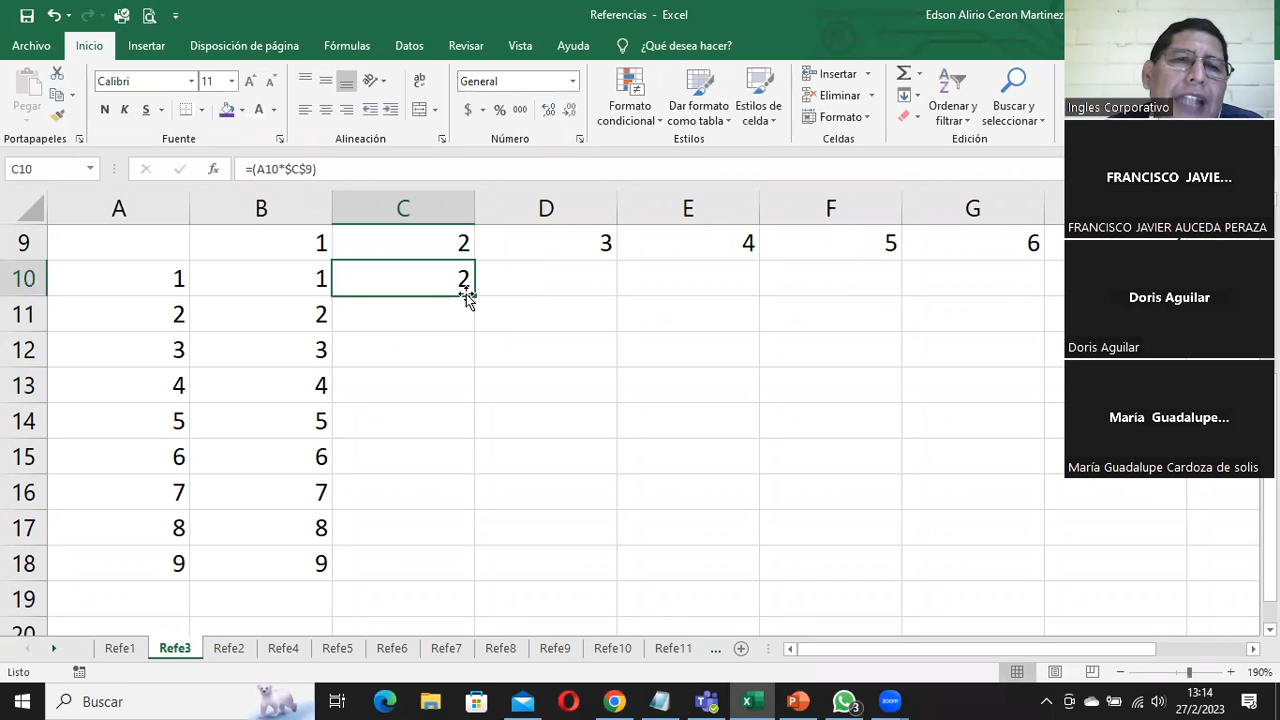 Referencias - Excel
Edson Alirio Ceron Martinez
Archivo Inicio Insertar Disposición de página Fórmulas Datos Revisar Vista Ayuda ¿Qué desea hacer?
Calibri 11
General
Pegar
N K S
$ % 000
Formato condicional
Dar formato como tabla
Estilos de celda
Insertar
Eliminar
Formato
Ordenar y filtrar
Buscar y seleccionar
Portapapeles Fuente Alineación Número Estilos Celdas Edición
C10
fx
=(A10*$C$9)
A B C D E F G
9 1 2 3 4 5 6
10 1 1 2
11 2 2
12 3 3
13 4 4
14 5 5
15 6 6
16 7 7
17 8 8
18 9 9
19
20
Refe1 Refe3 Refe2 Refe4 Refe5 Refe6 Refe7 Refe8 Refe9 Refe10 Refe11 ...
Listo
190%
Buscar
3
13:14
27/2/2023
Ingles Corporativo
FRANCISCO JAVIE...
FRANCISCO JAVIER AUCEDA PERAZA
Doris Aguilar
Doris Aguilar
María Guadalupe...
María Guadalupe Cardoza de solis